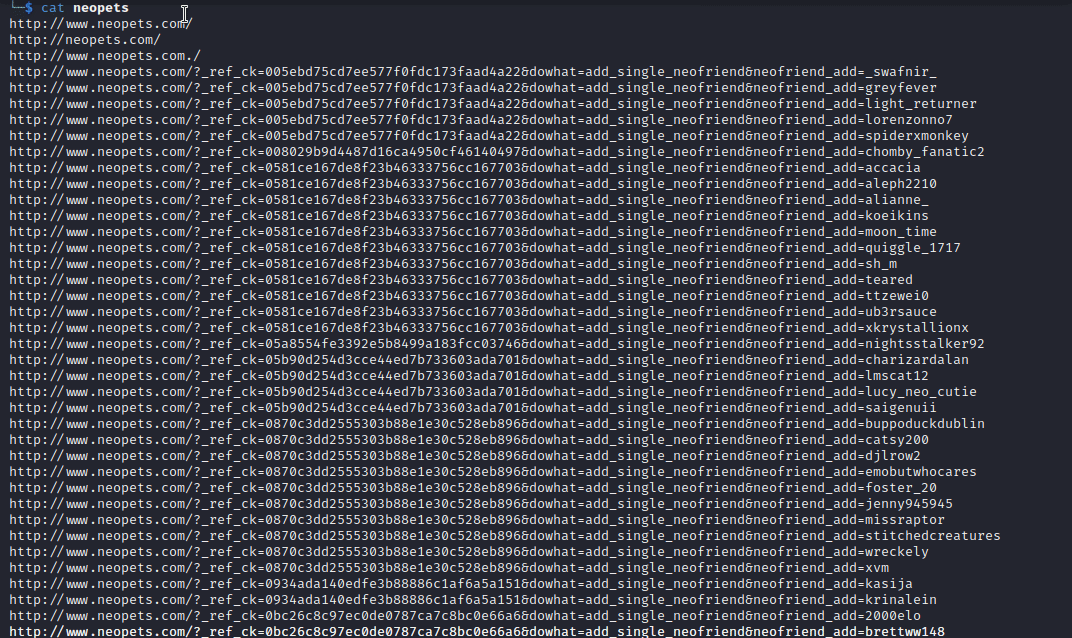 └─$ cat neopets
http://www.neopets.com/
http://neopets.com/
http://www.neopets.com./
http://www.neopets.com/?_ref_ck=005ebd75cd7ee577f0fdc173faad4a22&dowhat=add_single_neofriend&neofriend_add=_swafnir_
http://www.neopets.com/?_ref_ck=005ebd75cd7ee577f0fdc173faad4a22&dowhat=add_single_neofriend&neofriend_add=greyfever
http://www.neopets.com/?_ref_ck=005ebd75cd7ee577f0fdc173faad4a22&dowhat=add_single_neofriend&neofriend_add=light_returner
http://www.neopets.com/?_ref_ck=005ebd75cd7ee577f0fdc173faad4a22&dowhat=add_single_neofriend&neofriend_add=lorenzonno7
http://www.neopets.com/?_ref_ck=005ebd75cd7ee577f0fdc173faad4a22&dowhat=add_single_neofriend&neofriend_add=spiderxmonkey
http://www.neopets.com/?_ref_ck=008029b9d4487d16ca4950cf46140497&dowhat=add_single_neofriend&neofriend_add=chomby_fanatic2
http://www.neopets.com/?_ref_ck=0581ce167de8f23b46333756cc167703&dowhat=add_single_neofriend&neofriend_add=accacia
http://www.neopets.com/?_ref_ck=0581ce167de8f23b46333756cc167703&dowhat=add_single_neofriend&neofriend_add=aleph2210
http://www.neopets.com/?_ref_ck=0581ce167de8f23b46333756cc167703&dowhat=add_single_neofriend&neofriend_add=alianne_
http://www.neopets.com/?_ref_ck=0581ce167de8f23b46333756cc167703&dowhat=add_single_neofriend&neofriend_add=koeikins
http://www.neopets.com/?_ref_ck=0581ce167de8f23b46333756cc167703&dowhat=add_single_neofriend&neofriend_add=moon_time
http://www.neopets.com/?_ref_ck=0581ce167de8f23b46333756cc167703&dowhat=add_single_neofriend&neofriend_add=quiggle_1717
http://www.neopets.com/?_ref_ck=0581ce167de8f23b46333756cc167703&dowhat=add_single_neofriend&neofriend_add=sh_m
http://www.neopets.com/?_ref_ck=0581ce167de8f23b46333756cc167703&dowhat=add_single_neofriend&neofriend_add=teared
http://www.neopets.com/?_ref_ck=0581ce167de8f23b46333756cc167703&dowhat=add_single_neofriend&neofriend_add=ttzewei0
http://www.neopets.com/?_ref_ck=0581ce167de8f23b46333756cc167703&dowhat=add_single_neofriend&neofriend_add=ub3rsauce
http://www.neopets.com/?_ref_ck=0581ce167de8f23b46333756cc167703&dowhat=add_single_neofriend&neofriend_add=xkrystallionx
http://www.neopets.com/?_ref_ck=05a8554fe3392e5b8499a183fcc03746&dowhat=add_single_neofriend&neofriend_add=nightsstalker92
http://www.neopets.com/?_ref_ck=05b90d254d3cce44ed7b733603ada701&dowhat=add_single_neofriend&neofriend_add=charizardalan
http://www.neopets.com/?_ref_ck=05b90d254d3cce44ed7b733603ada701&dowhat=add_single_neofriend&neofriend_add=lmscat12
http://www.neopets.com/?_ref_ck=05b90d254d3cce44ed7b733603ada701&dowhat=add_single_neofriend&neofriend_add=lucy_neo_cutie
http://www.neopets.com/?_ref_ck=05b90d254d3cce44ed7b733603ada701&dowhat=add_single_neofriend&neofriend_add=saigenuii
http://www.neopets.com/?_ref_ck=0870c3dd2555303b88e1e30c528eb896&dowhat=add_single_neofriend&neofriend_add=buppoduckdublin
http://www.neopets.com/?_ref_ck=0870c3dd2555303b88e1e30c528eb896&dowhat=add_single_neofriend&neofriend_add=catsy200
http://www.neopets.com/?_ref_ck=0870c3dd2555303b88e1e30c528eb896&dowhat=add_single_neofriend&neofriend_add=djlrow2
http://www.neopets.com/?_ref_ck=0870c3dd2555303b88e1e30c528eb896&dowhat=add_single_neofriend&neofriend_add=emobutwhocares
http://www.neopets.com/?_ref_ck=0870c3dd2555303b88e1e30c528eb896&dowhat=add_single_neofriend&neofriend_add=foster_20
http://www.neopets.com/?_ref_ck=0870c3dd2555303b88e1e30c528eb896&dowhat=add_single_neofriend&neofriend_add=jenny945945
http://www.neopets.com/?_ref_ck=0870c3dd2555303b88e1e30c528eb896&dowhat=add_single_neofriend&neofriend_add=missraptor
http://www.neopets.com/?_ref_ck=0870c3dd2555303b88e1e30c528eb896&dowhat=add_single_neofriend&neofriend_add=stitchedcreatures
http://www.neopets.com/?_ref_ck=0870c3dd2555303b88e1e30c528eb896&dowhat=add_single_neofriend&neofriend_add=wreckely
http://www.neopets.com/?_ref_ck=0870c3dd2555303b88e1e30c528eb896&dowhat=add_single_neofriend&neofriend_add=xvm
http://www.neopets.com/?_ref_ck=0934ada140edfe3b88886c1af6a5a151&dowhat=add_single_neofriend&neofriend_add=kasija
http://www.neopets.com/?_ref_ck=0934ada140edfe3b88886c1af6a5a151&dowhat=add_single_neofriend&neofriend_add=krinalein
http://www.neopets.com/?_ref_ck=0bc26c8c97ec0de0787ca7c8bc0e66a6&dowhat=add_single_neofriend&neofriend_add=2000elo
http://www.neopets.com/?_ref_ck=0bc26c8c97ec0de0787ca7c8bc0e66a6&dowhat=add_single_neofriend&neofriend_add=brettww148